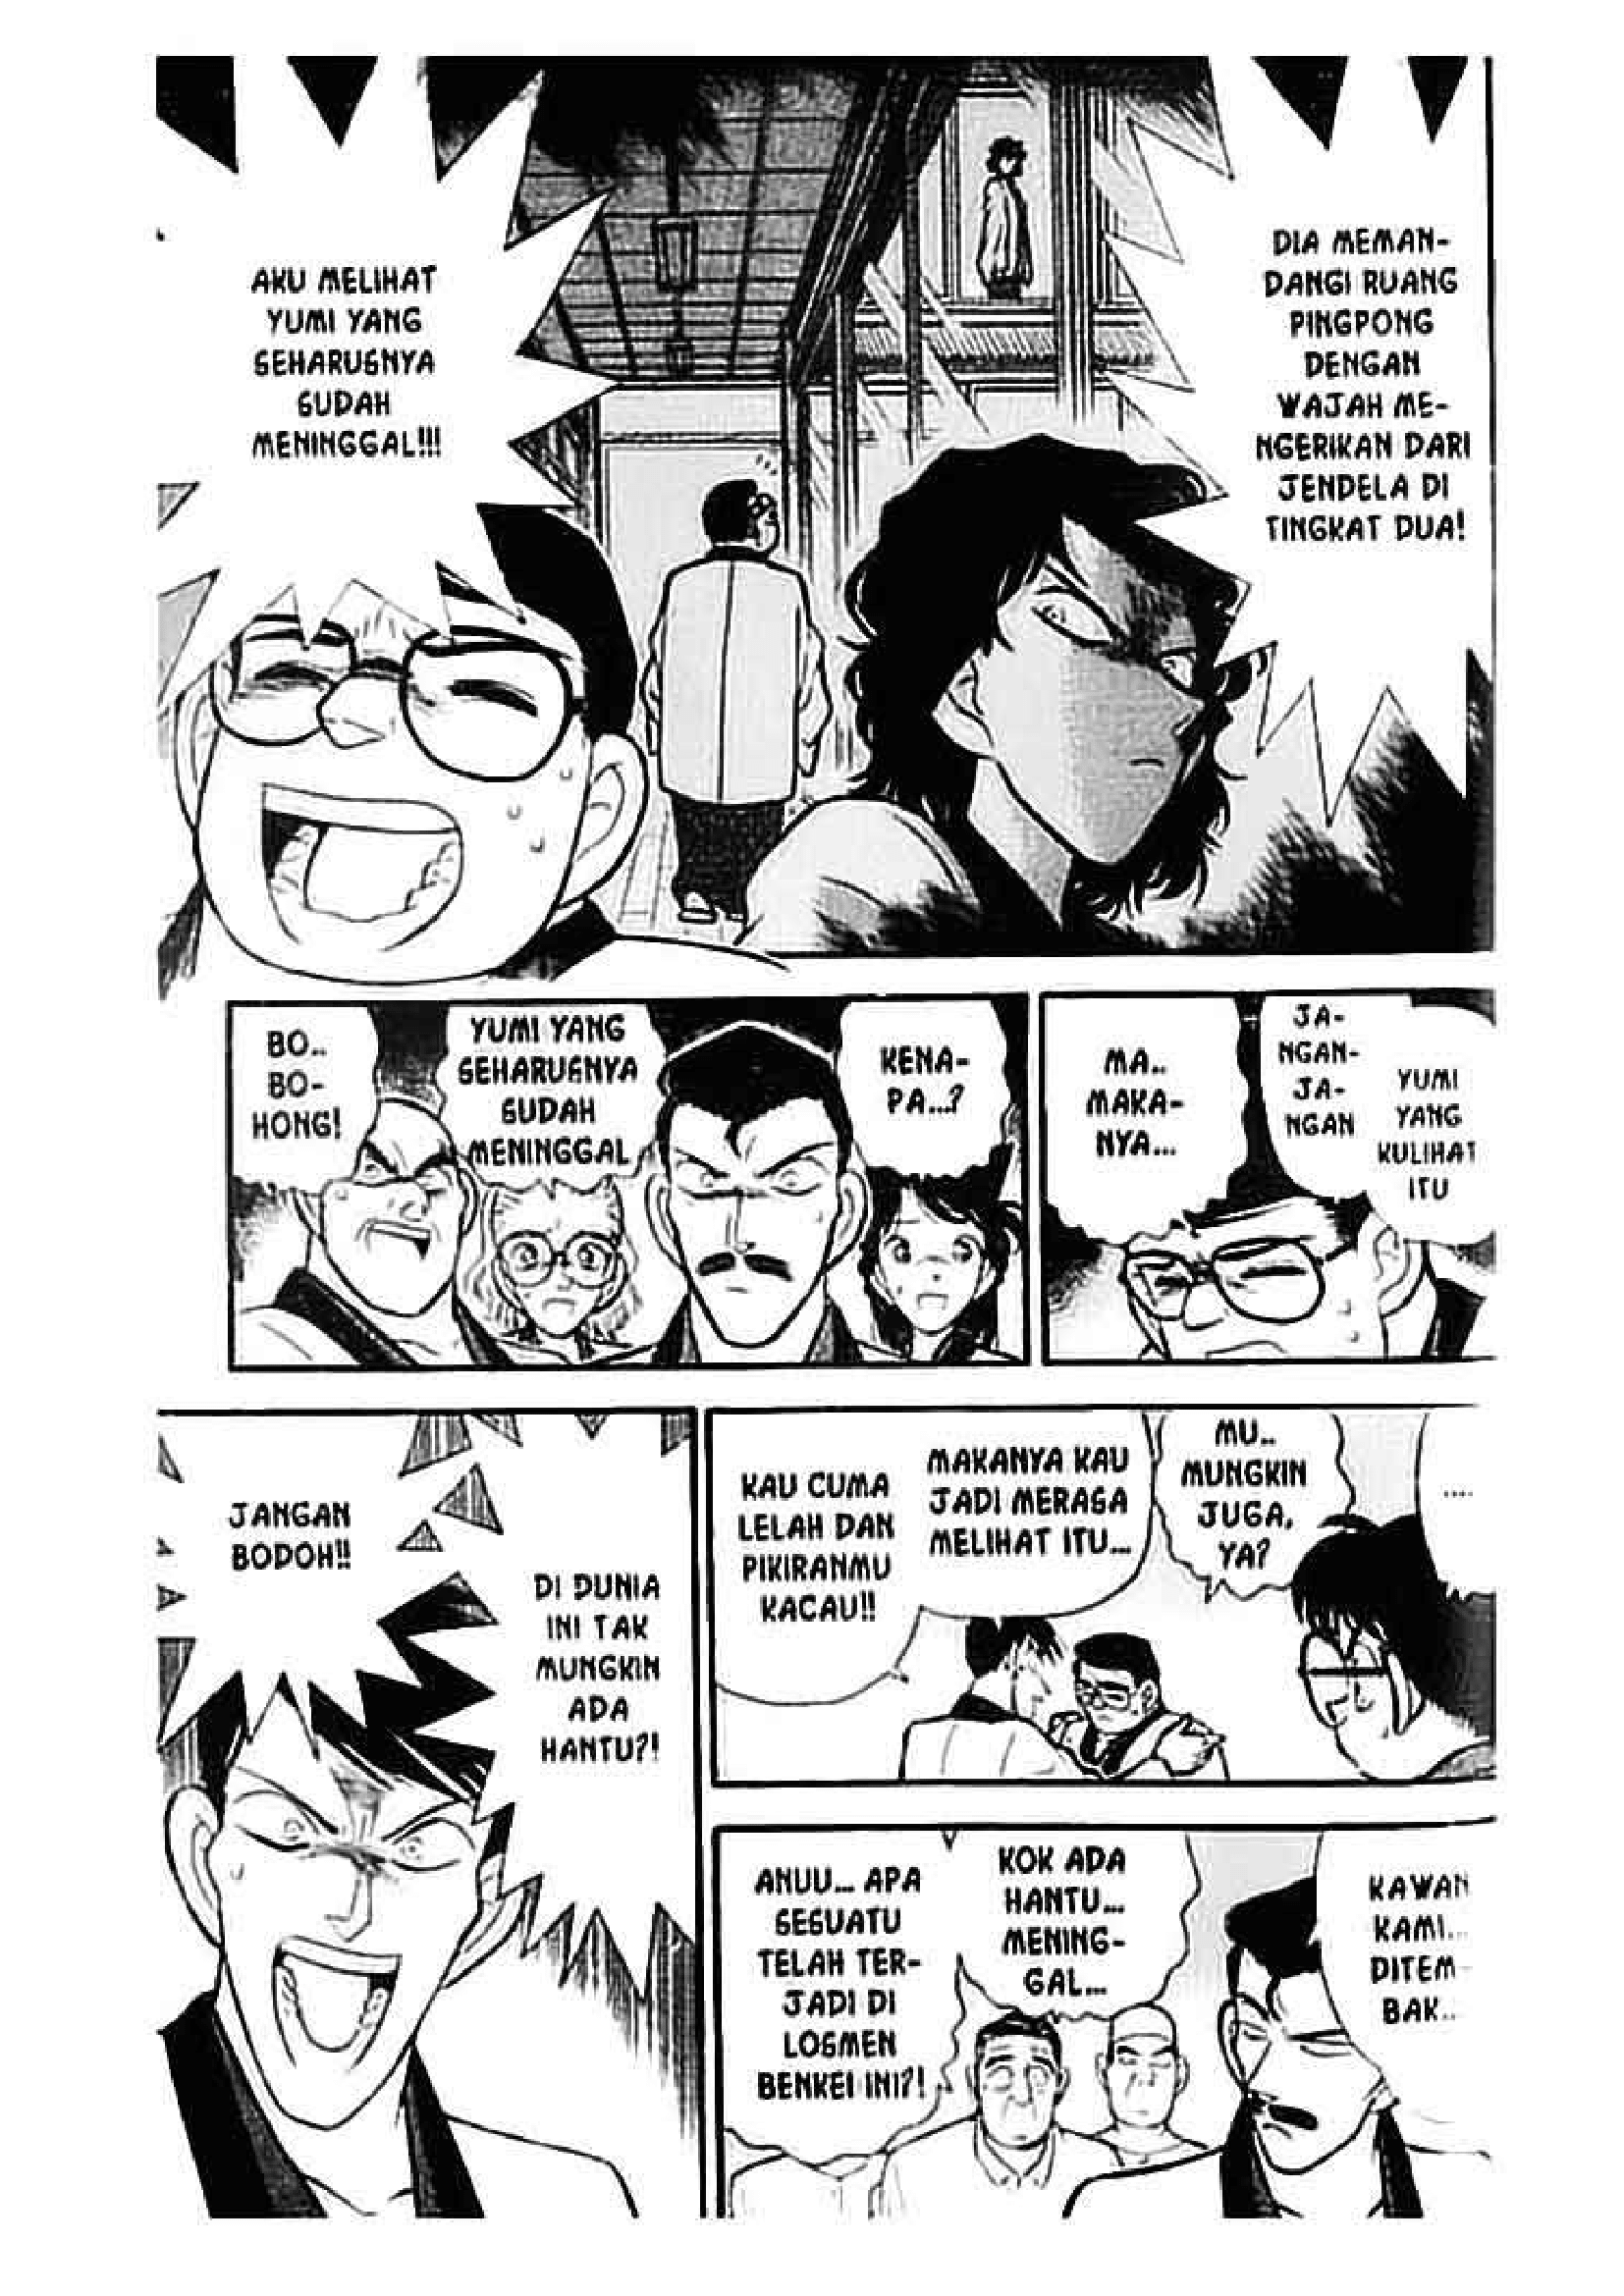 DIA MEMAN-
DANGI RUANG
PINGPONG
DENGAN
WAJAH ME-
NGERIKAN DARI
JENDELA DI
TINGKAT DUA!
AKU MELIHAT
YUMI YANG
SEHARUSNYA
SUDAH
MENINGGAL!!!
YUMI
YANG
KULIHAT
ITU
JA-
NGAN-
JA-
NGAN
MA..
MAKA-
NYA...
KENA-
PA...?
YUMI YANG
SEHARUSNYA
SUDAH
MENINGGAL
BO..
BO-
HONG!
....
MU..
MUNGKIN
JUGA,
YA?
MAKANYA KAU
JADI MERASA
MELIHAT ITU...
KAU CUMA
LELAH DAN
PIKIRANMU
KACAU!!
DI DUNIA
INI TAK
MUNGKIN
ADA
HANTU?!
JANGAN
BODOH!!
KAWAN
KAMI...
DITEM-
BAK...
KOK ADA
HANTU...
MENING-
GAL...
ANUU... APA
SESUATU
TELAH TER-
JADI DI
LOSMEN
BENKEI INI?!